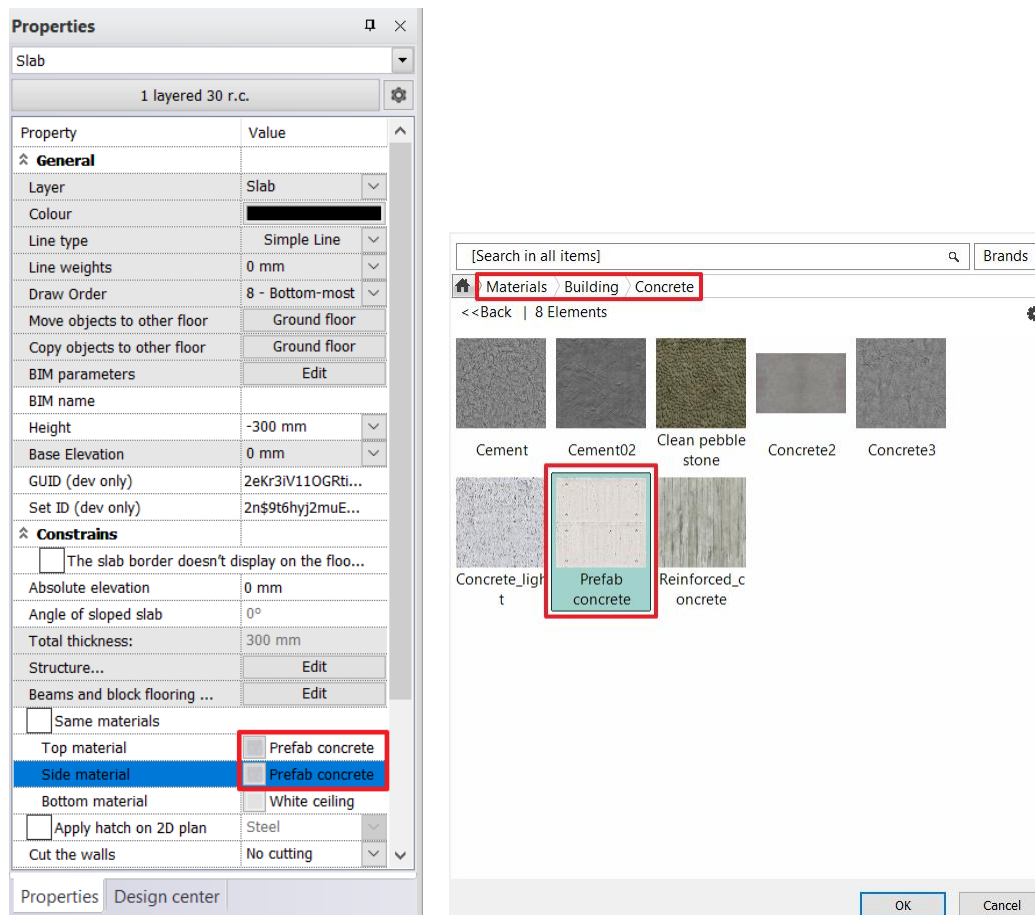 Properties
Slab
1 layered 30 r.c.
Property Value
General
Layer Slab
Colour
Line type Simple Line
Line weights 0 mm
Draw Order 8 - Bottom-most
Move objects to other floor Ground floor
Copy objects to other floor Ground floor
BIM parameters Edit
BIM name
Height -300 mm
Base Elevation 0 mm
GUID (dev only) 2eKr3iV11OGRti...
Set ID (dev only) 2n$9t6hyj2muE...
Constrains
The slab border doesn't display on the floo...
Absolute elevation 0 mm
Angle of sloped slab 0°
Total thickness: 300 mm
Structure... Edit
Beams and block flooring ... Edit
Same materials
Top material Prefab concrete
Side material Prefab concrete
Bottom material White ceiling
Apply hatch on 2D plan Steel
Cut the walls No cutting
Properties Design center
[Search in all items] Brands
Materials Building Concrete
<<Back | 8 Elements
Cement Cement02 Clean pebble Concrete2 Concrete3
stone
Concrete_ligh Prefab Reinforced_c
t concrete oncrete
OK Cancel